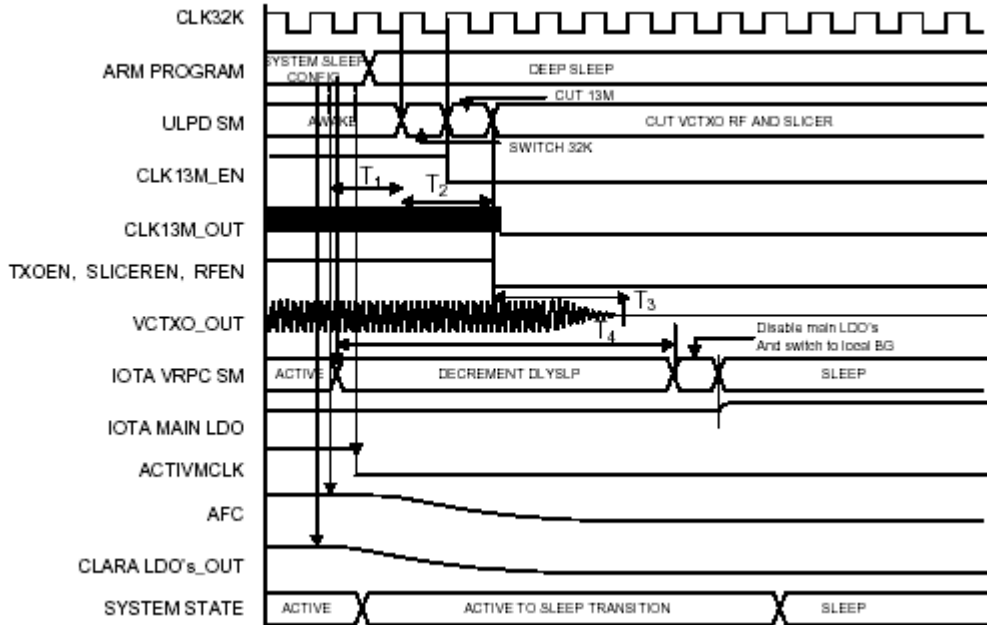 CLK32K
ARM PROGRAM
SYSTEM SLEEP
CONFIG
DEEP SLEEP
CUT 13M
ULPD SM
AWAKE
CUT VCTXO RF AND SLICER
SWITCH 32K
CLK13M_EN
T1
T2
CLK13M_OUT
TXOEN, SLICEREN, RFEN
T3
VCTXO_OUT
T4
Disable main LDO's
And switch to local BG
IOTA VRPC SM
ACTIVE
DECREMENT DLYSLP
SLEEP
IOTA MAIN LDO
ACTIVMCLK
AFC
CLARA LDO's_OUT
SYSTEM STATE
ACTIVE
ACTIVE TO SLEEP TRANSITION
SLEEP